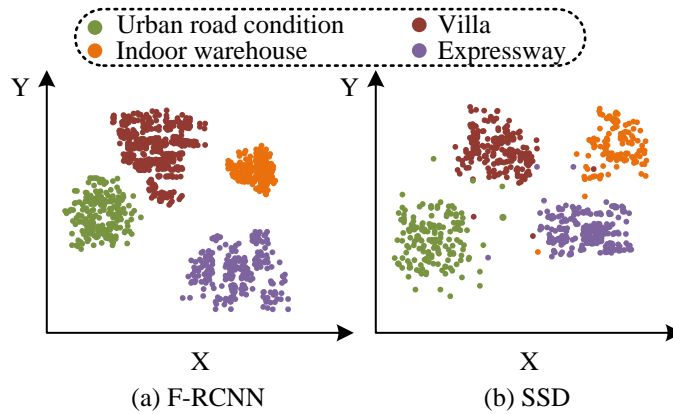 Urban road condition Villa
Indoor warehouse Expressway
Y Y
X X
(a) F-RCNN (b) SSD